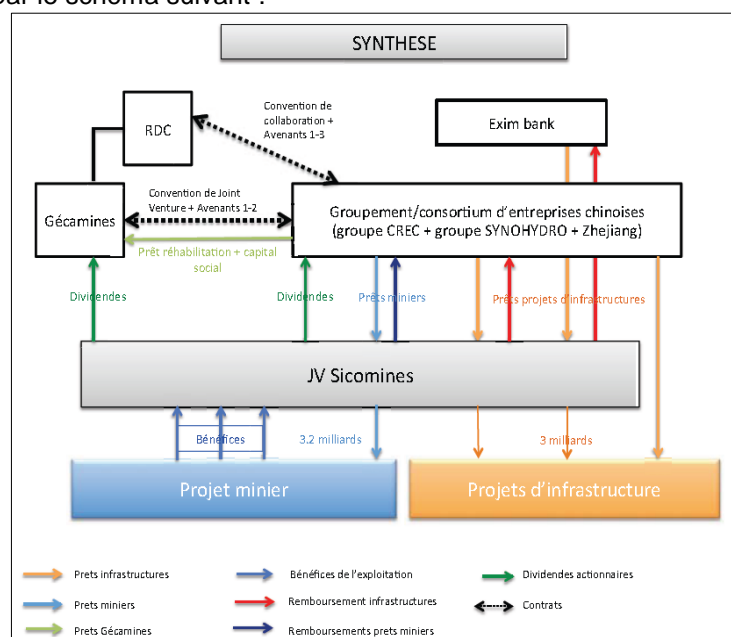 par le schéma suivant :
SYNTHESE
RDC
Convention de
collaboration +
Avenants 1-3
Exim bank
Gécamines
Convention de Joint
Venture + Avenants 1-2
Groupement/consortium d'entreprises chinoises
(groupe CREC + groupe SYNOHYDRO + Zhejiang)
Prêt réhabilitation + capital
social
Dividendes
Dividendes
Prêts miniers
Prêts projets d'infrastructures
JV Sicomines
Bénéfices
3.2 milliards
3 milliards
Projet minier
Projets d'infrastructure
Prets infrastructures
Bénéfices de l'exploitation
Dividendes actionnaires
Prets miniers
Remboursement infrastructures
Contrats
Prets Gécamines
Remboursements prets miniers